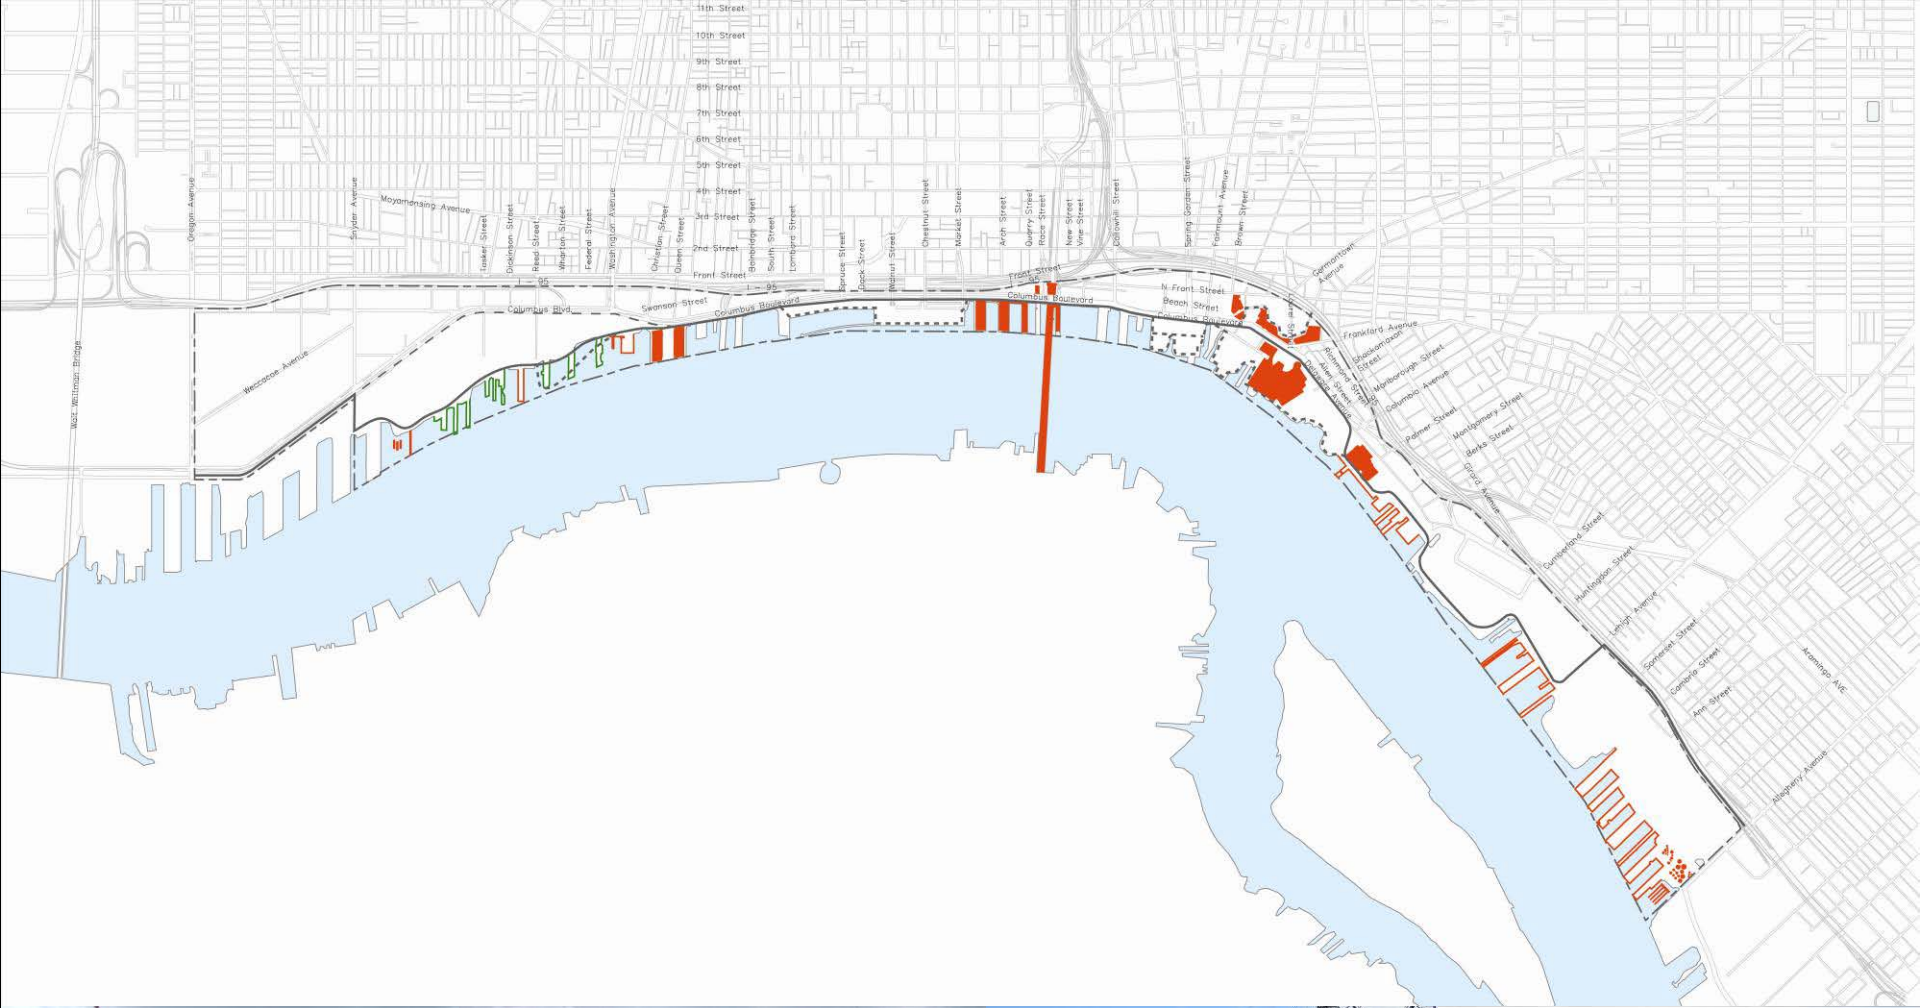 11th Street
10th Street
9th Street
8th Street
7th Street
6th Street
5th Street
4th Street
3rd Street
2nd Street
Front Street
Oregon Avenue
Snyder Avenue
Moyamensing Avenue
Tasker Street
Dickinson Street
Reed Street
Wharton Street
Federal Street
Washington Avenue
Christian Street
Queen Street
Bainbridge Street
South Street
Lombard Street
Spruce Street
Dock Street
Walnut Street
Chestnut Street
Market Street
Arch Street
Quarry Street
Race Street
New Street
Vine Street
Callowhill Street
Spring Garden Street
Fairmount Avenue
Brown Street
Germantown
Avenue
I - 95
I - 95
Front Street
95
Columbus Blvd.
Swanson Street
Columbus Boulevard
Columbus Boulevard
N Front Street
Beach Street
Columbus Boulevard
Frankford Avenue
Shackamaxon
Street
Richmond Street
Allen Street
Delaware Avenue
95
Marlborough Street
Columbia Avenue
Palmer Street
Montgomery Street
Berks Street
Girard Avenue
Weccacoe Avenue
Walt Whitman Bridge
Cumberland Street
Huntingdon Street
Lehigh Avenue
Somerset Street
Cambria Street
Ann Street
Aramingo AVE
Allegheny Avenue